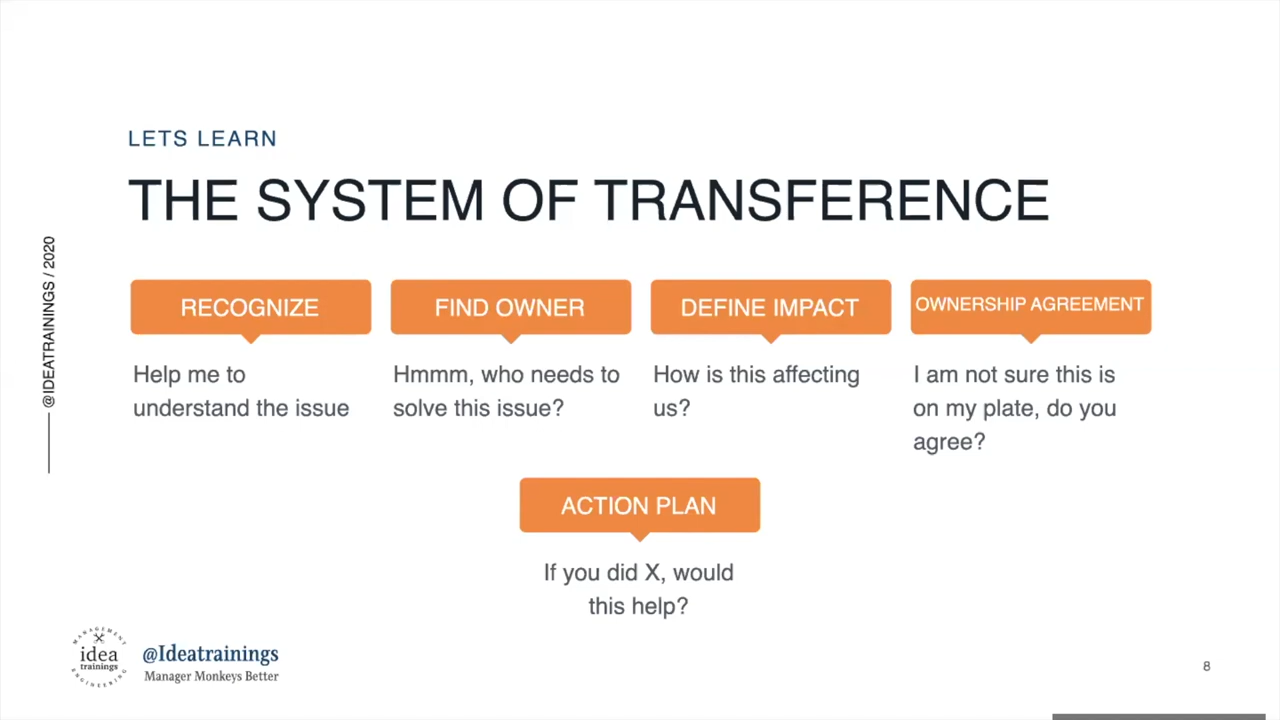 LETS LEARN
THE SYSTEM OF TRANSFERENCE
@IDEATRAININGS / 2020
RECOGNIZE
Help me to
understand the issue
FIND OWNER
Hmmm, who needs to
solve this issue?
DEFINE IMPACT
How is this affecting
us?
OWNERSHIP AGREEMENT
I am not sure this is
on my plate, do you
agree?
ACTION PLAN
If you did X, would
this help?
MANAGEMENT
idea
trainings
ENGINEERING
@Ideatrainings
Manager Monkeys Better
8